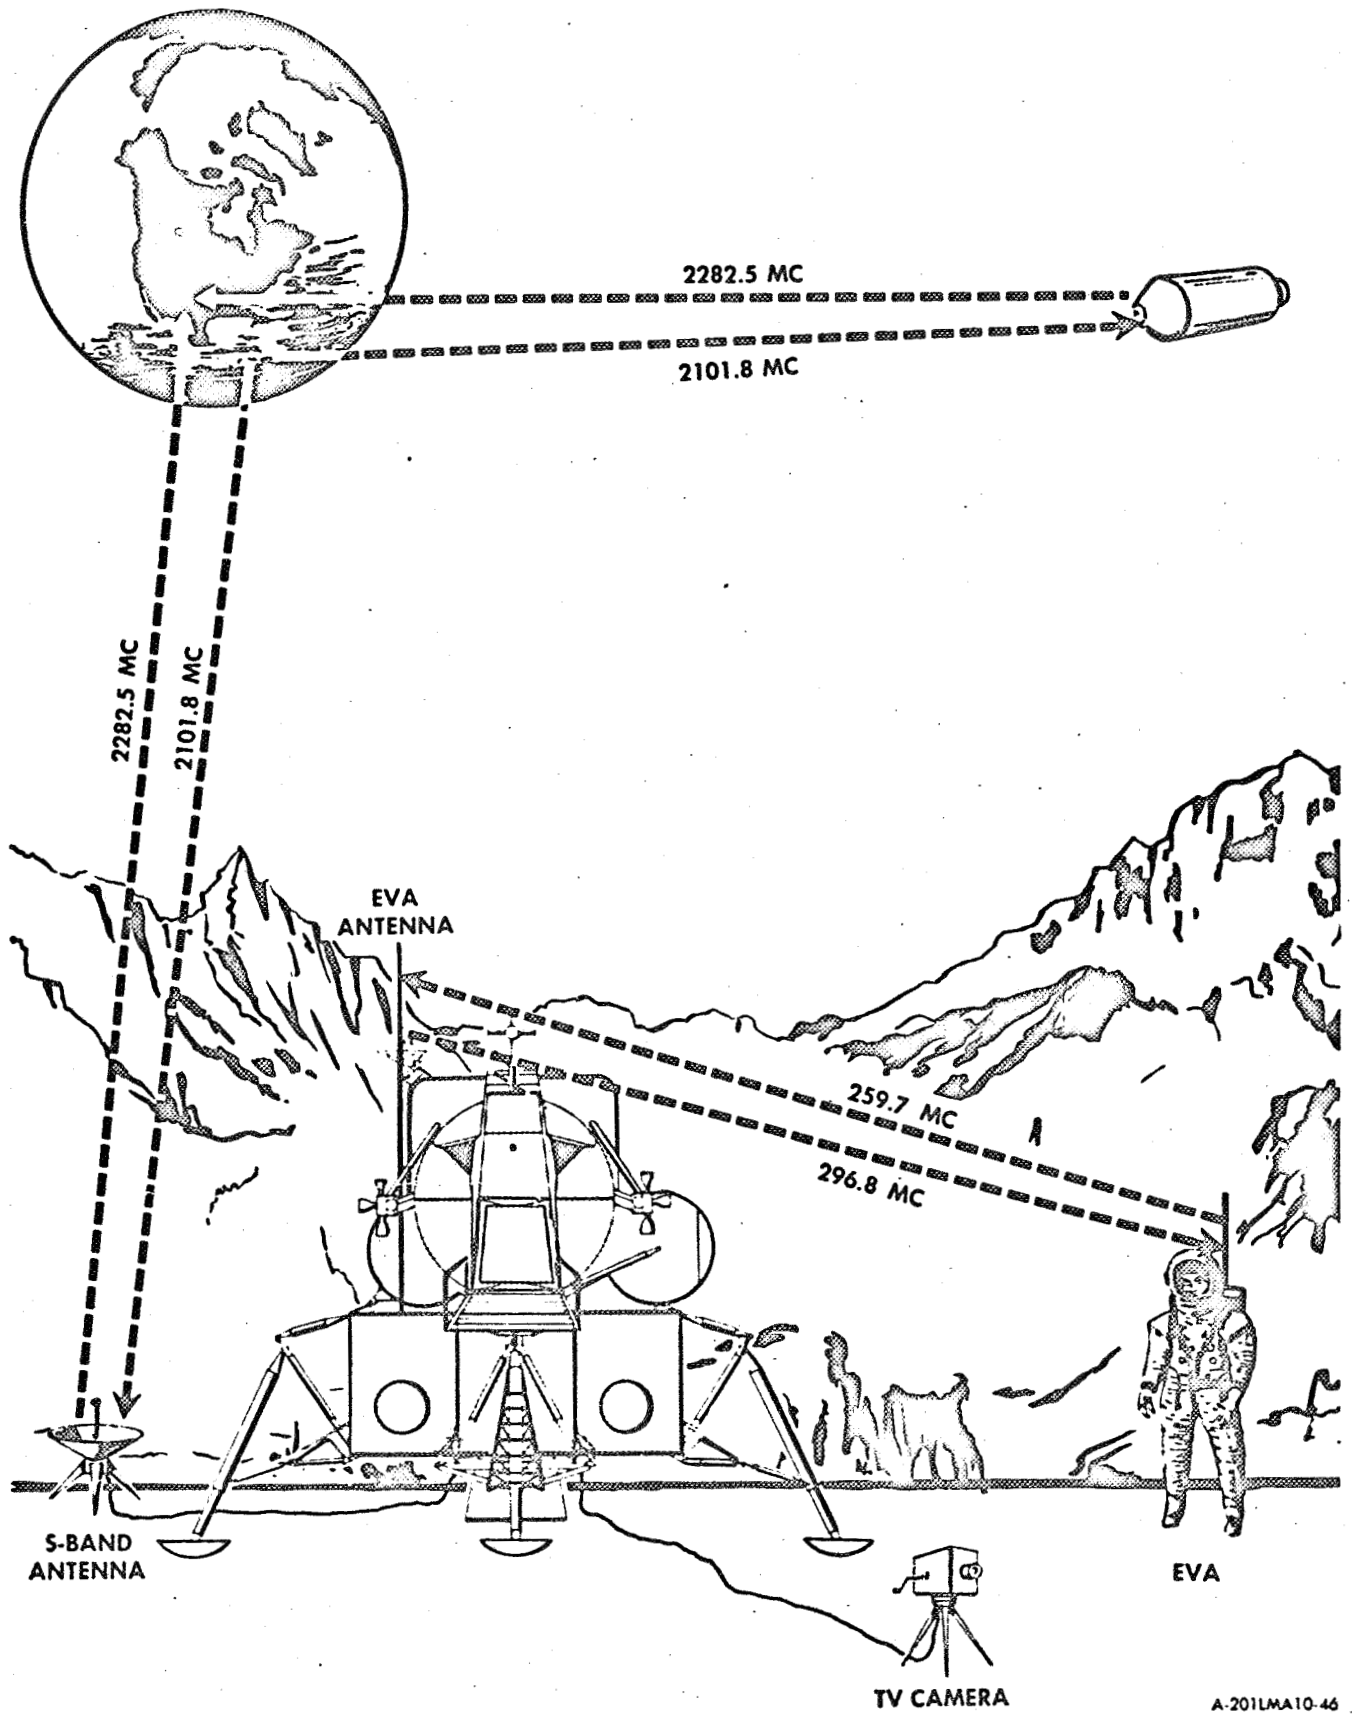 2282.5 MC
2101.8 MC
2282.5 MC
2101.8 MC
EVA
ANTENNA
259.7 MC
296.8 MC
S-BAND
ANTENNA
EVA
TV CAMERA
A-201LMA10-46